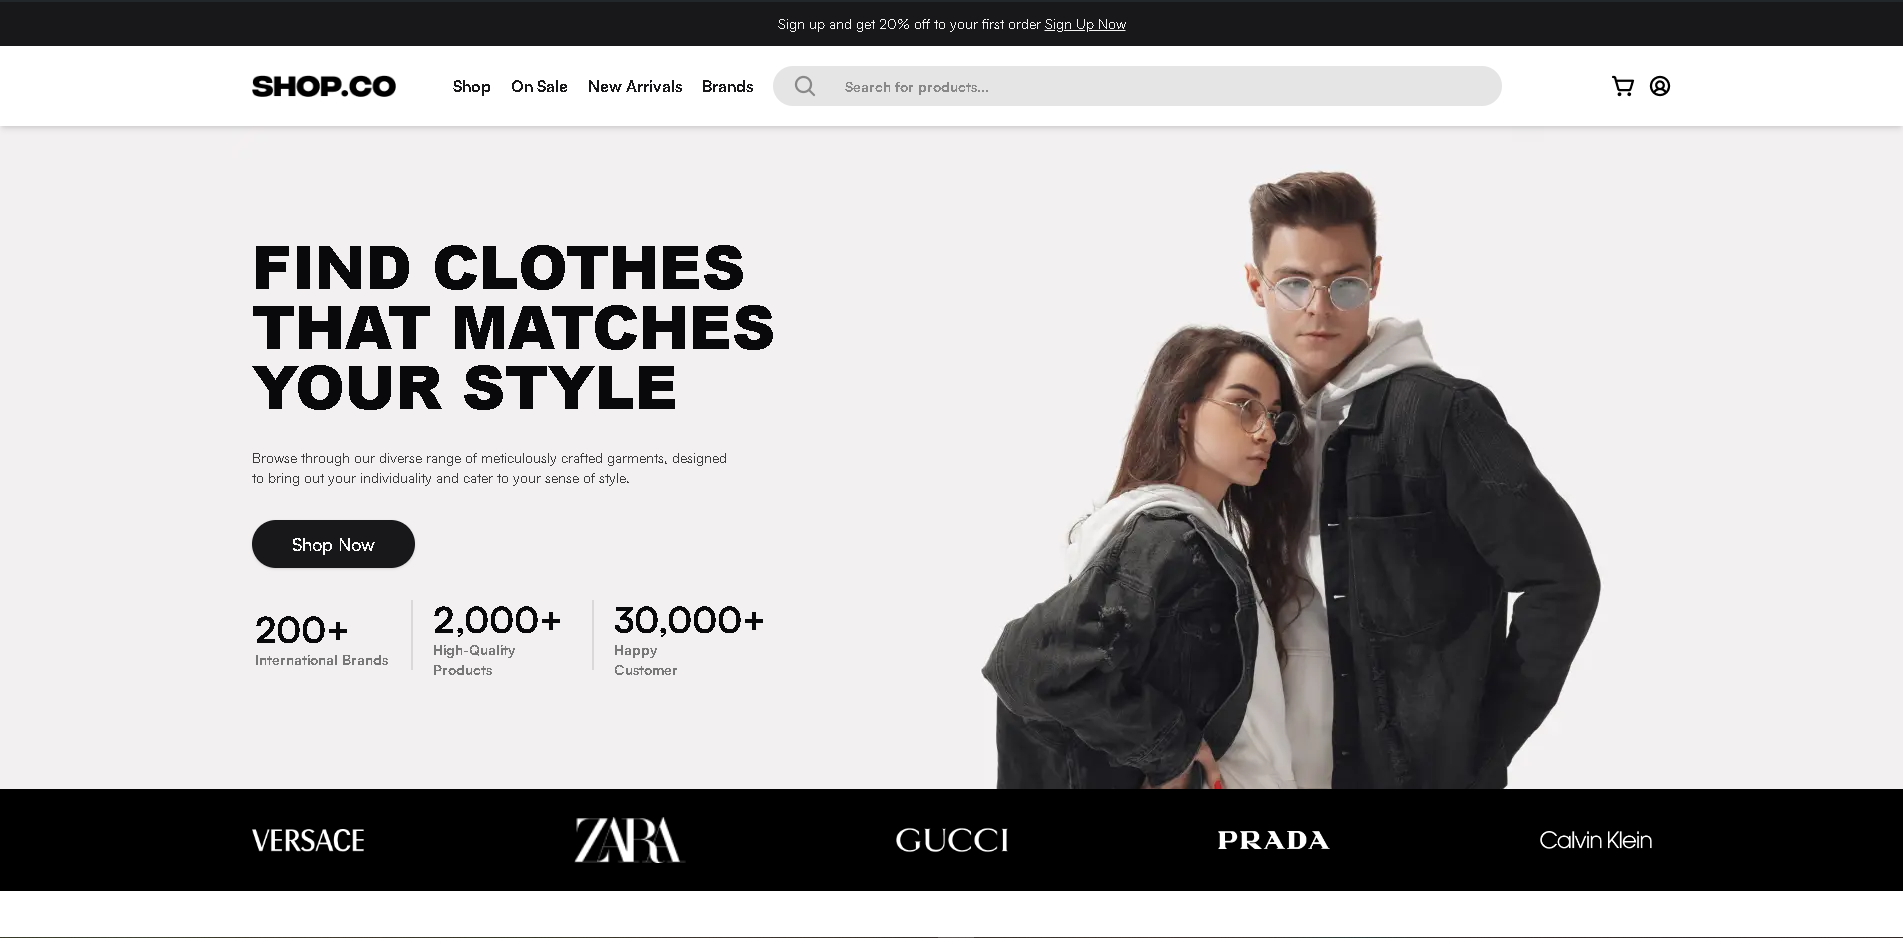 Sign up and get 20% off to your first order Sign Up Now
SHOP.CO
Shop
On Sale
New Arrivals
Brands
Search for products...
FIND CLOTHES
THAT MATCHES
YOUR STYLE
Browse through our diverse range of meticulously crafted garments, designed
to bring out your individuality and cater to your sense of style.
Shop Now
200+
International Brands
2,000+
High-Quality
Products
30,000+
Happy
Customer
VERSACE
ZARA
GUCCI
PRADA
Calvin Klein